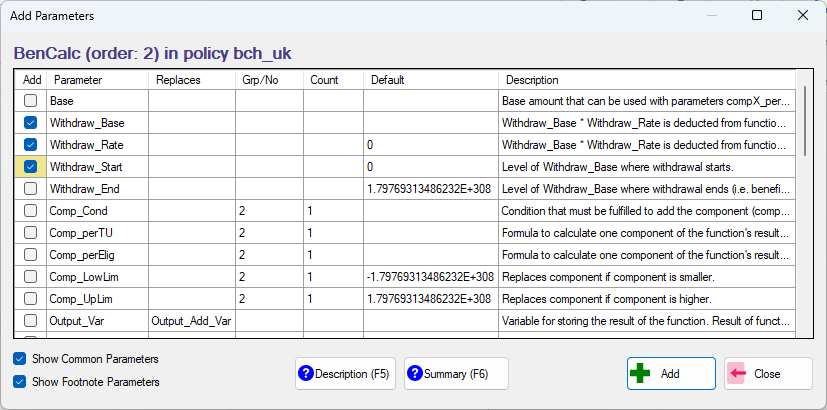 Add Parameters
BenCalc (order: 2) in policy bch_uk
Add Parameter Replaces Grp/No Count Default Description
Base Base amount that can be used with parameters compX_per...
Withdraw_Base Withdraw_Base * Withdraw_Rate is deducted from functio...
Withdraw_Rate 0 Withdraw_Base * Withdraw_Rate is deducted from functio...
Withdraw_Start 0 Level of Withdraw_Base where withdrawal starts.
Withdraw_End 1.79769313486232E+308 Level of Withdraw_Base where withdrawal ends (i.e. benefi...
Comp_Cond 2 1 Condition that must be fulfilled to add the component (comp...
Comp_perTU 2 1 Formula to calculate one component of the function's result...
Comp_perElig 2 1 Formula to calculate one component of the function's result...
Comp_LowLim 2 1 -1.79769313486232E+308 Replaces component if component is smaller.
Comp_UpLim 2 1 1.79769313486232E+308 Replaces component if component is higher.
Output_Var Output_Add_Var Variable for storing the result of the function. Result of funct...
Show Common Parameters
Show Footnote Parameters
Description (F5) Summary (F6) Add Close